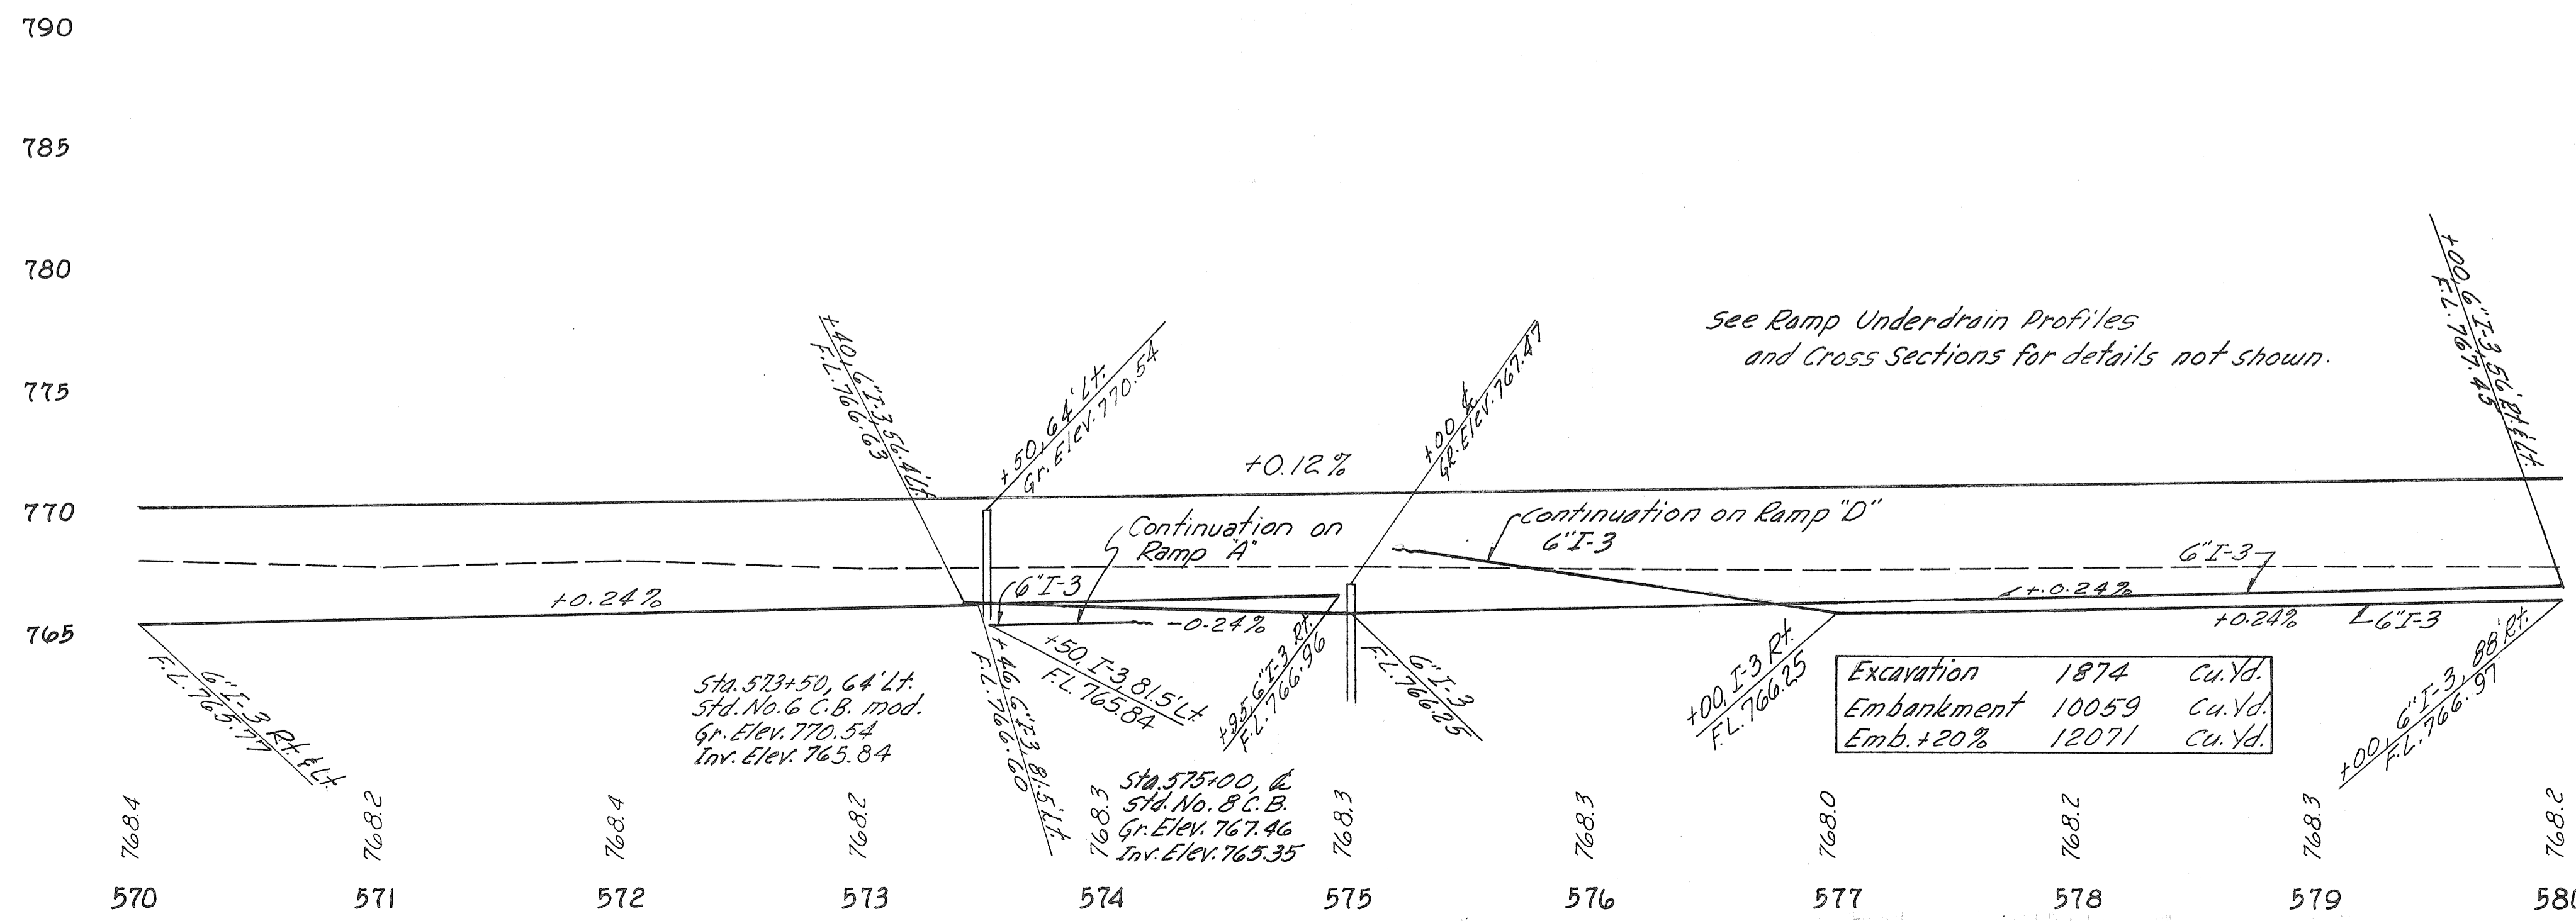 790
785
780
775
770
765
+40, 6"I-3, 56.4' Lt.
F.L. 766.63
+50, 64' Lt.
Gr. Elev. 770.54
+00 ℄
GR. Elev. 767.47
See Ramp Underdrain Profiles
and Cross Sections for details not shown.
+00, 6"I-3, 56' Rt. & Lt.
F.L. 767.45
+0.12%
Continuation on
Ramp "A"
Continuation on Ramp "D"
6"I-3
6"I-3
+0.24%
6"I-3
+.0.24%
-0.24%
+0.24%
6"I-3
6"I-3 Rt. & Lt.
F.L. 765.77
Sta. 573+50, 64' Lt.
Std. No. 6 C.B. mod.
Gr. Elev. 770.54
Inv. Elev. 765.84
+46, 6"I-3, 81.5' Lt.
F.L. 766.60
+50, I-3, 81.5' Lt.
F.L. 765.84
+95, 6"I-3 Rt.
F.L. 766.96
6"I-3
F.L. 766.25
+00, I-3 Rt.
F.L. 766.25
Excavation 1874 Cu. Yd.
Embankment 10059 Cu. Yd.
Emb. +20% 12071 Cu. Yd.
+00, 6"I-3, 88' Rt.
F.L. 766.97
Sta. 575+00, ℄
Std. No. 8 C.B.
Gr. Elev. 767.46
Inv. Elev. 765.35
768.4 768.2 768.4 768.2 768.3 768.3 768.3 768.0 768.2 768.3 768.2
570 571 572 573 574 575 576 577 578 579 580